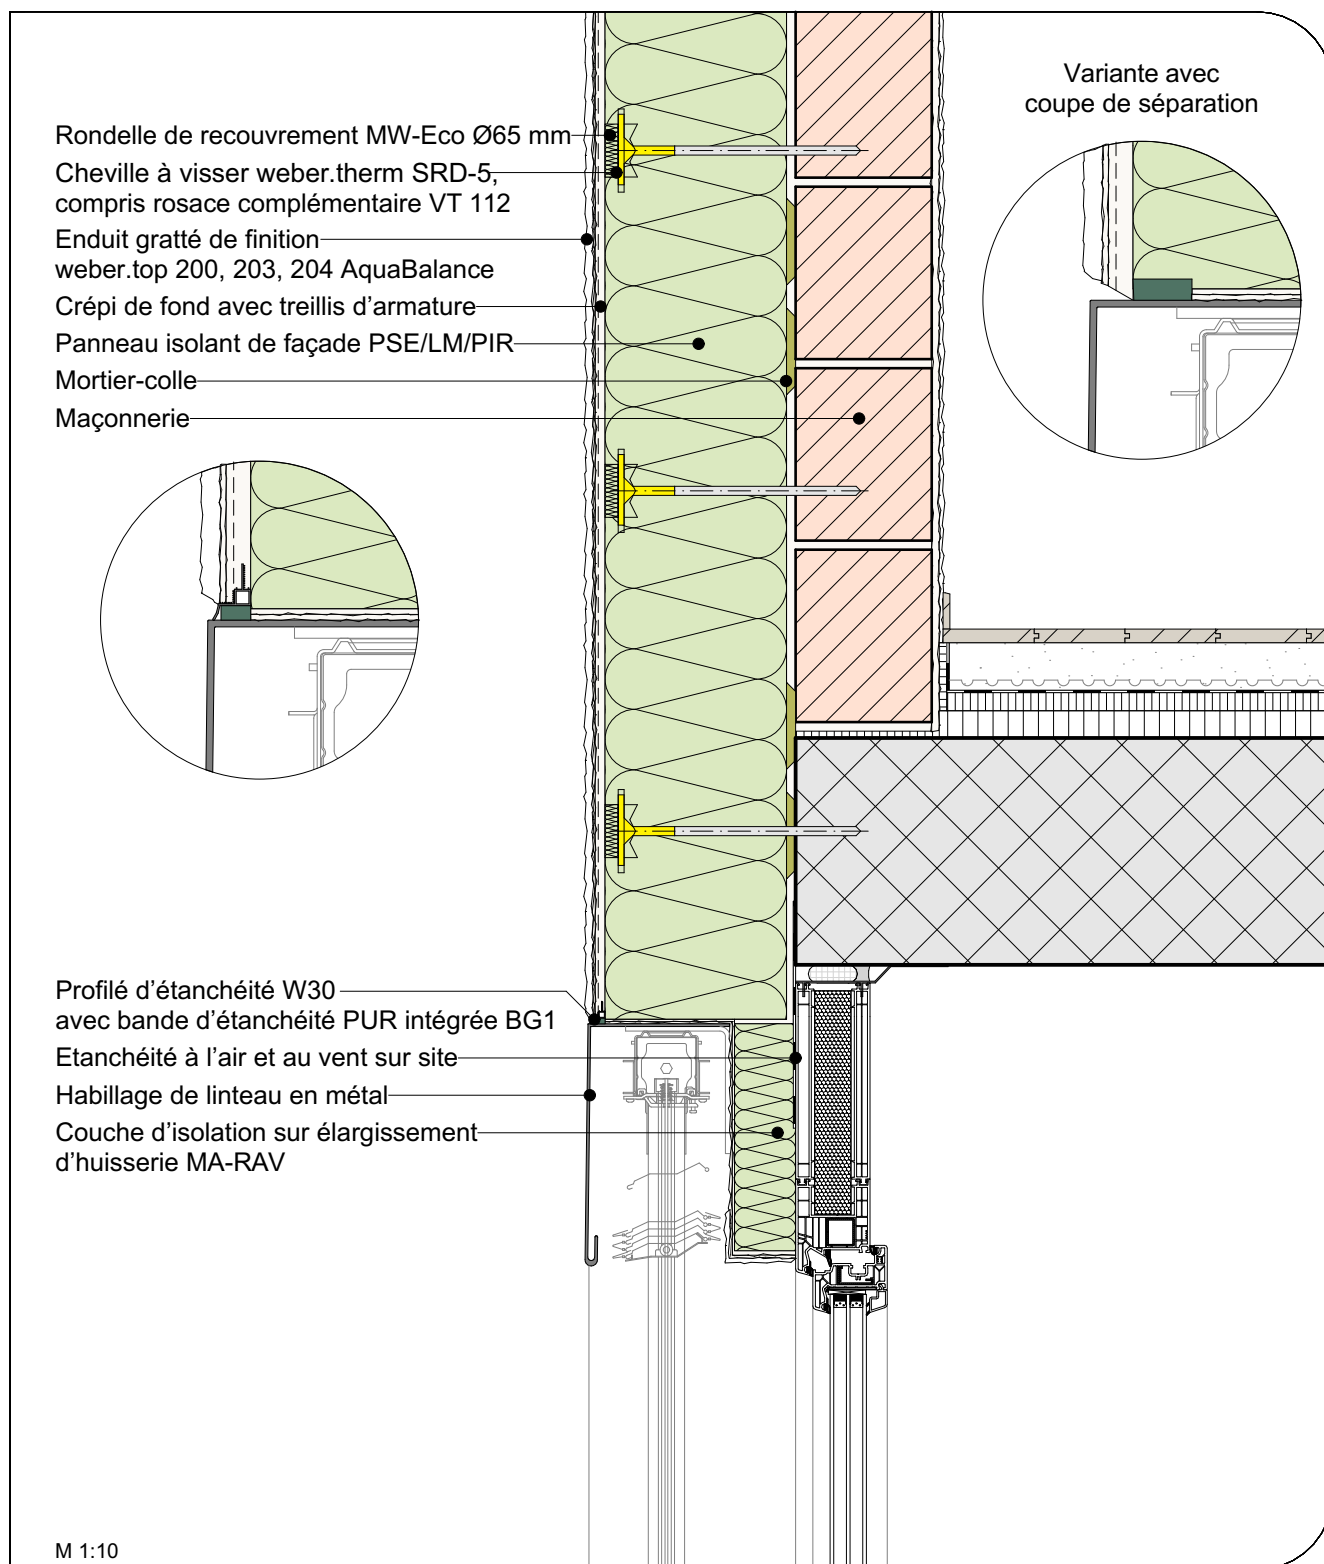 Variante avec
coupe de séparation
Rondelle de recouvrement MW-Eco Ø65 mm
Cheville à visser weber.therm SRD-5,
compris rosace complémentaire VT 112
Enduit gratté de finition
weber.top 200, 203, 204 AquaBalance
Crépi de fond avec treillis d’armature
Panneau isolant de façade PSE/LM/PIR
Mortier-colle
Maçonnerie
Profilé d’étanchéité W30
avec bande d’étanchéité PUR intégrée BG1
Etanchéité à l’air et au vent sur site
Habillage de linteau en métal
Couche d’isolation sur élargissement
d’huisserie MA-RAV
M 1:10